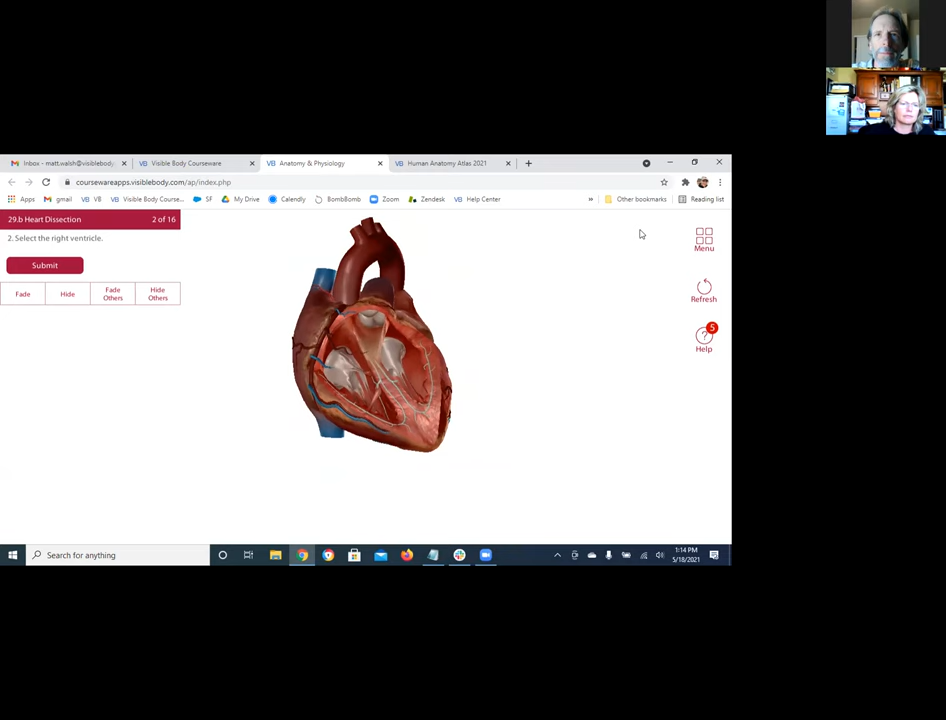 Inbox - matt.walsh@visiblebody.
Visible Body Courseware
Anatomy & Physiology
Human Anatomy Atlas 2021
coursewareapps.visiblebody.com/ap/index.php
Apps
gmail
VB
Visible Body Course...
SF
My Drive
Calendly
BombBomb
Zoom
Zendesk
Help Center
»
Other bookmarks
Reading list
29.b Heart Dissection
2 of 16
2. Select the right ventricle.
Submit
Fade
Hide
Fade
Others
Hide
Others
Menu
Refresh
5
Help
Search for anything
1:14 PM
5/18/2021